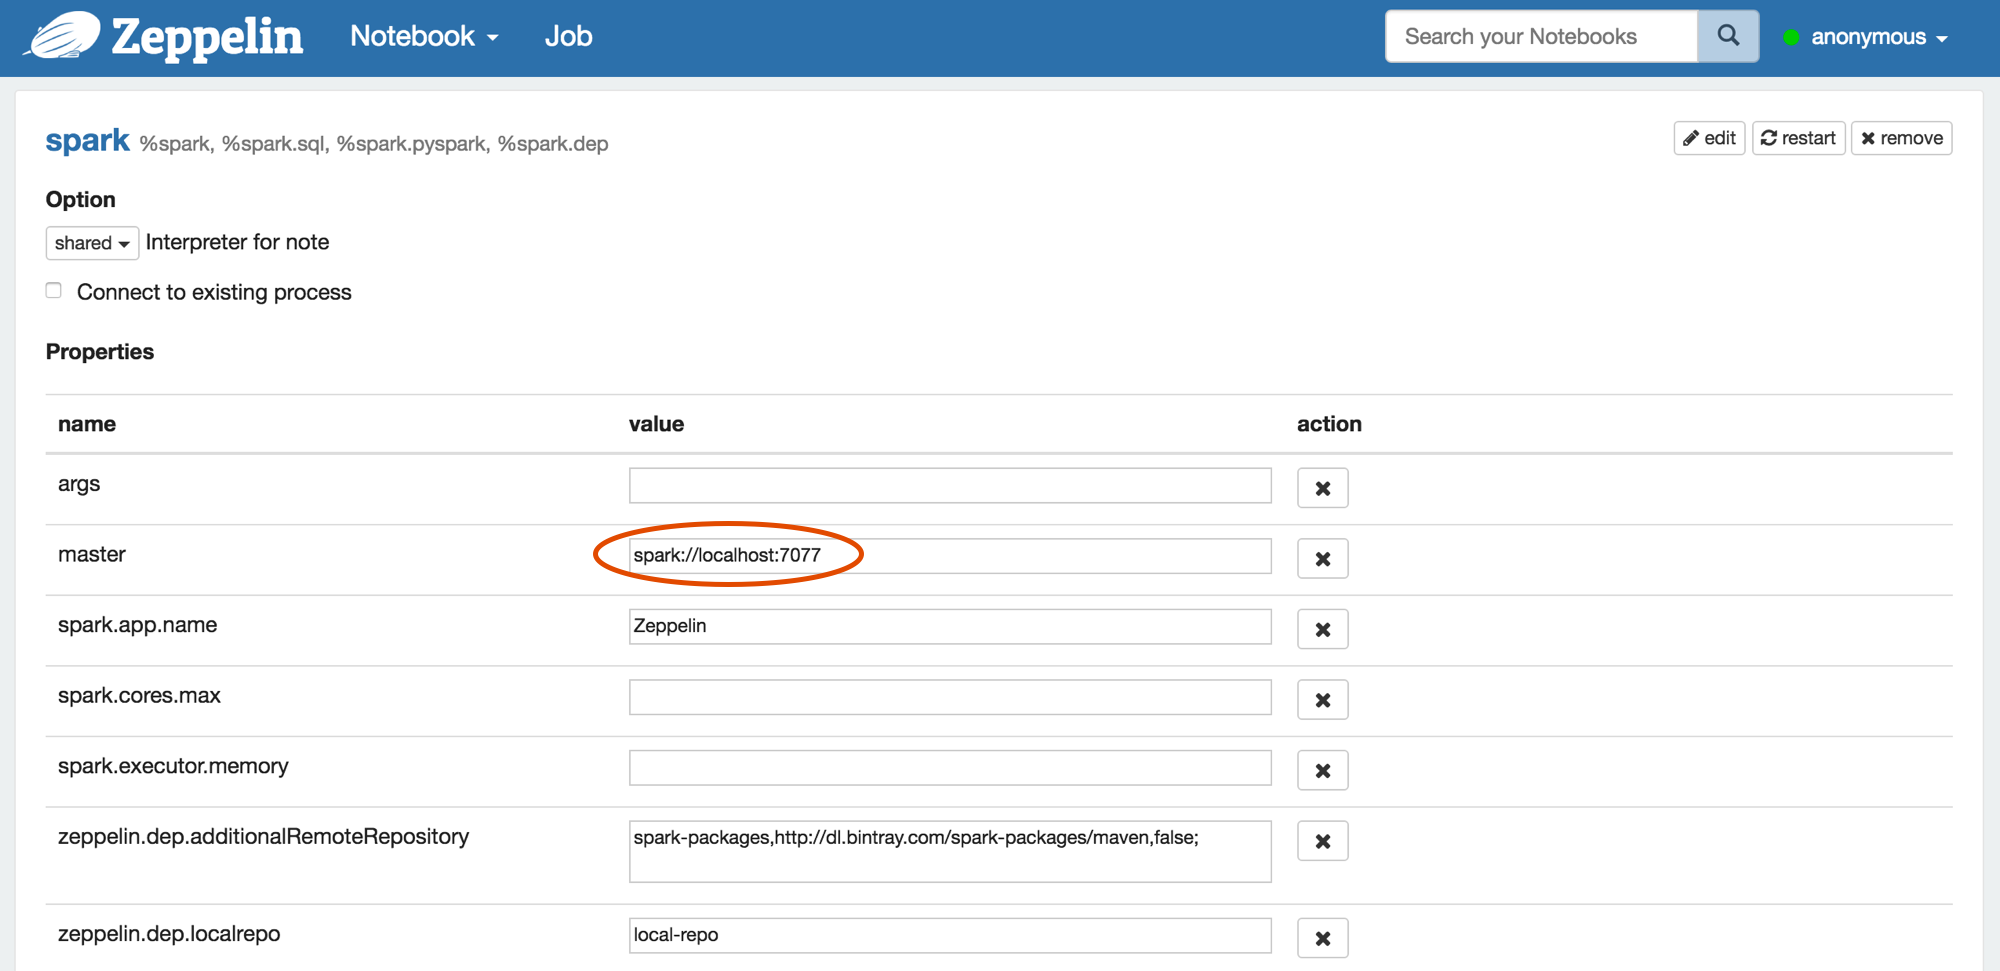 Zeppelin Notebook Job Search your Notebooks anonymous
spark %spark, %spark.sql, %spark.pyspark, %spark.dep edit restart remove
Option
shared Interpreter for note
Connect to existing process
Properties
name value action
args
master spark://localhost:7077
spark.app.name Zeppelin
spark.cores.max
spark.executor.memory
zeppelin.dep.additionalRemoteRepository spark-packages,http://dl.bintray.com/spark-packages/maven,false;
zeppelin.dep.localrepo local-repo